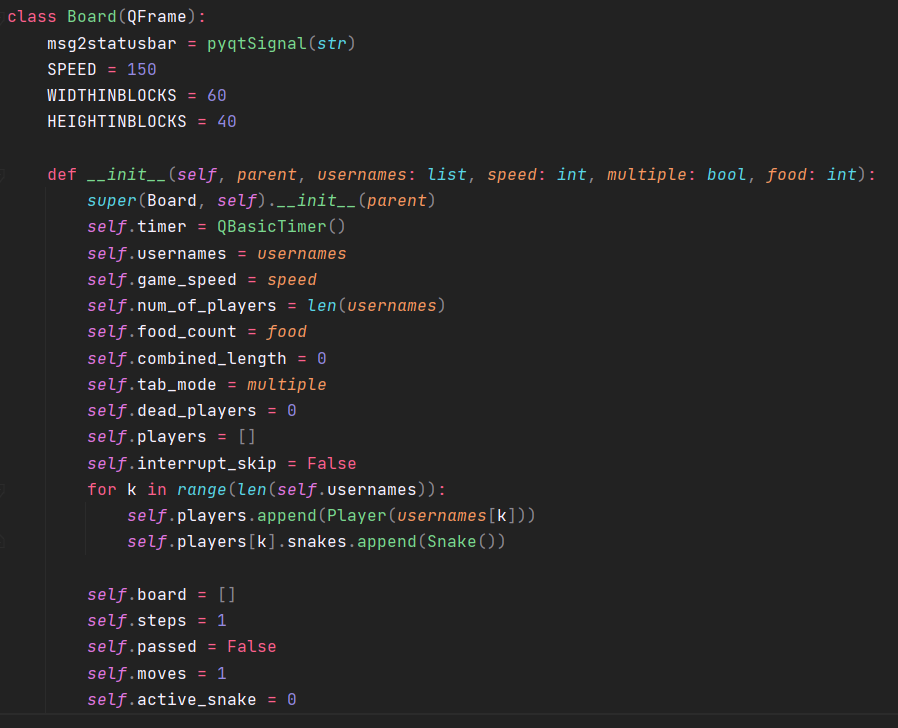 class Board(QFrame):
    msg2statusbar = pyqtSignal(str)
    SPEED = 150
    WIDTHINBLOCKS = 60
    HEIGHTINBLOCKS = 40

    def __init__(self, parent, usernames: list, speed: int, multiple: bool, food: int):
        super(Board, self).__init__(parent)
        self.timer = QBasicTimer()
        self.usernames = usernames
        self.game_speed = speed
        self.num_of_players = len(usernames)
        self.food_count = food
        self.combined_length = 0
        self.tab_mode = multiple
        self.dead_players = 0
        self.players = []
        self.interrupt_skip = False
        for k in range(len(self.usernames)):
            self.players.append(Player(usernames[k]))
            self.players[k].snakes.append(Snake())

        self.board = []
        self.steps = 1
        self.passed = False
        self.moves = 1
        self.active_snake = 0